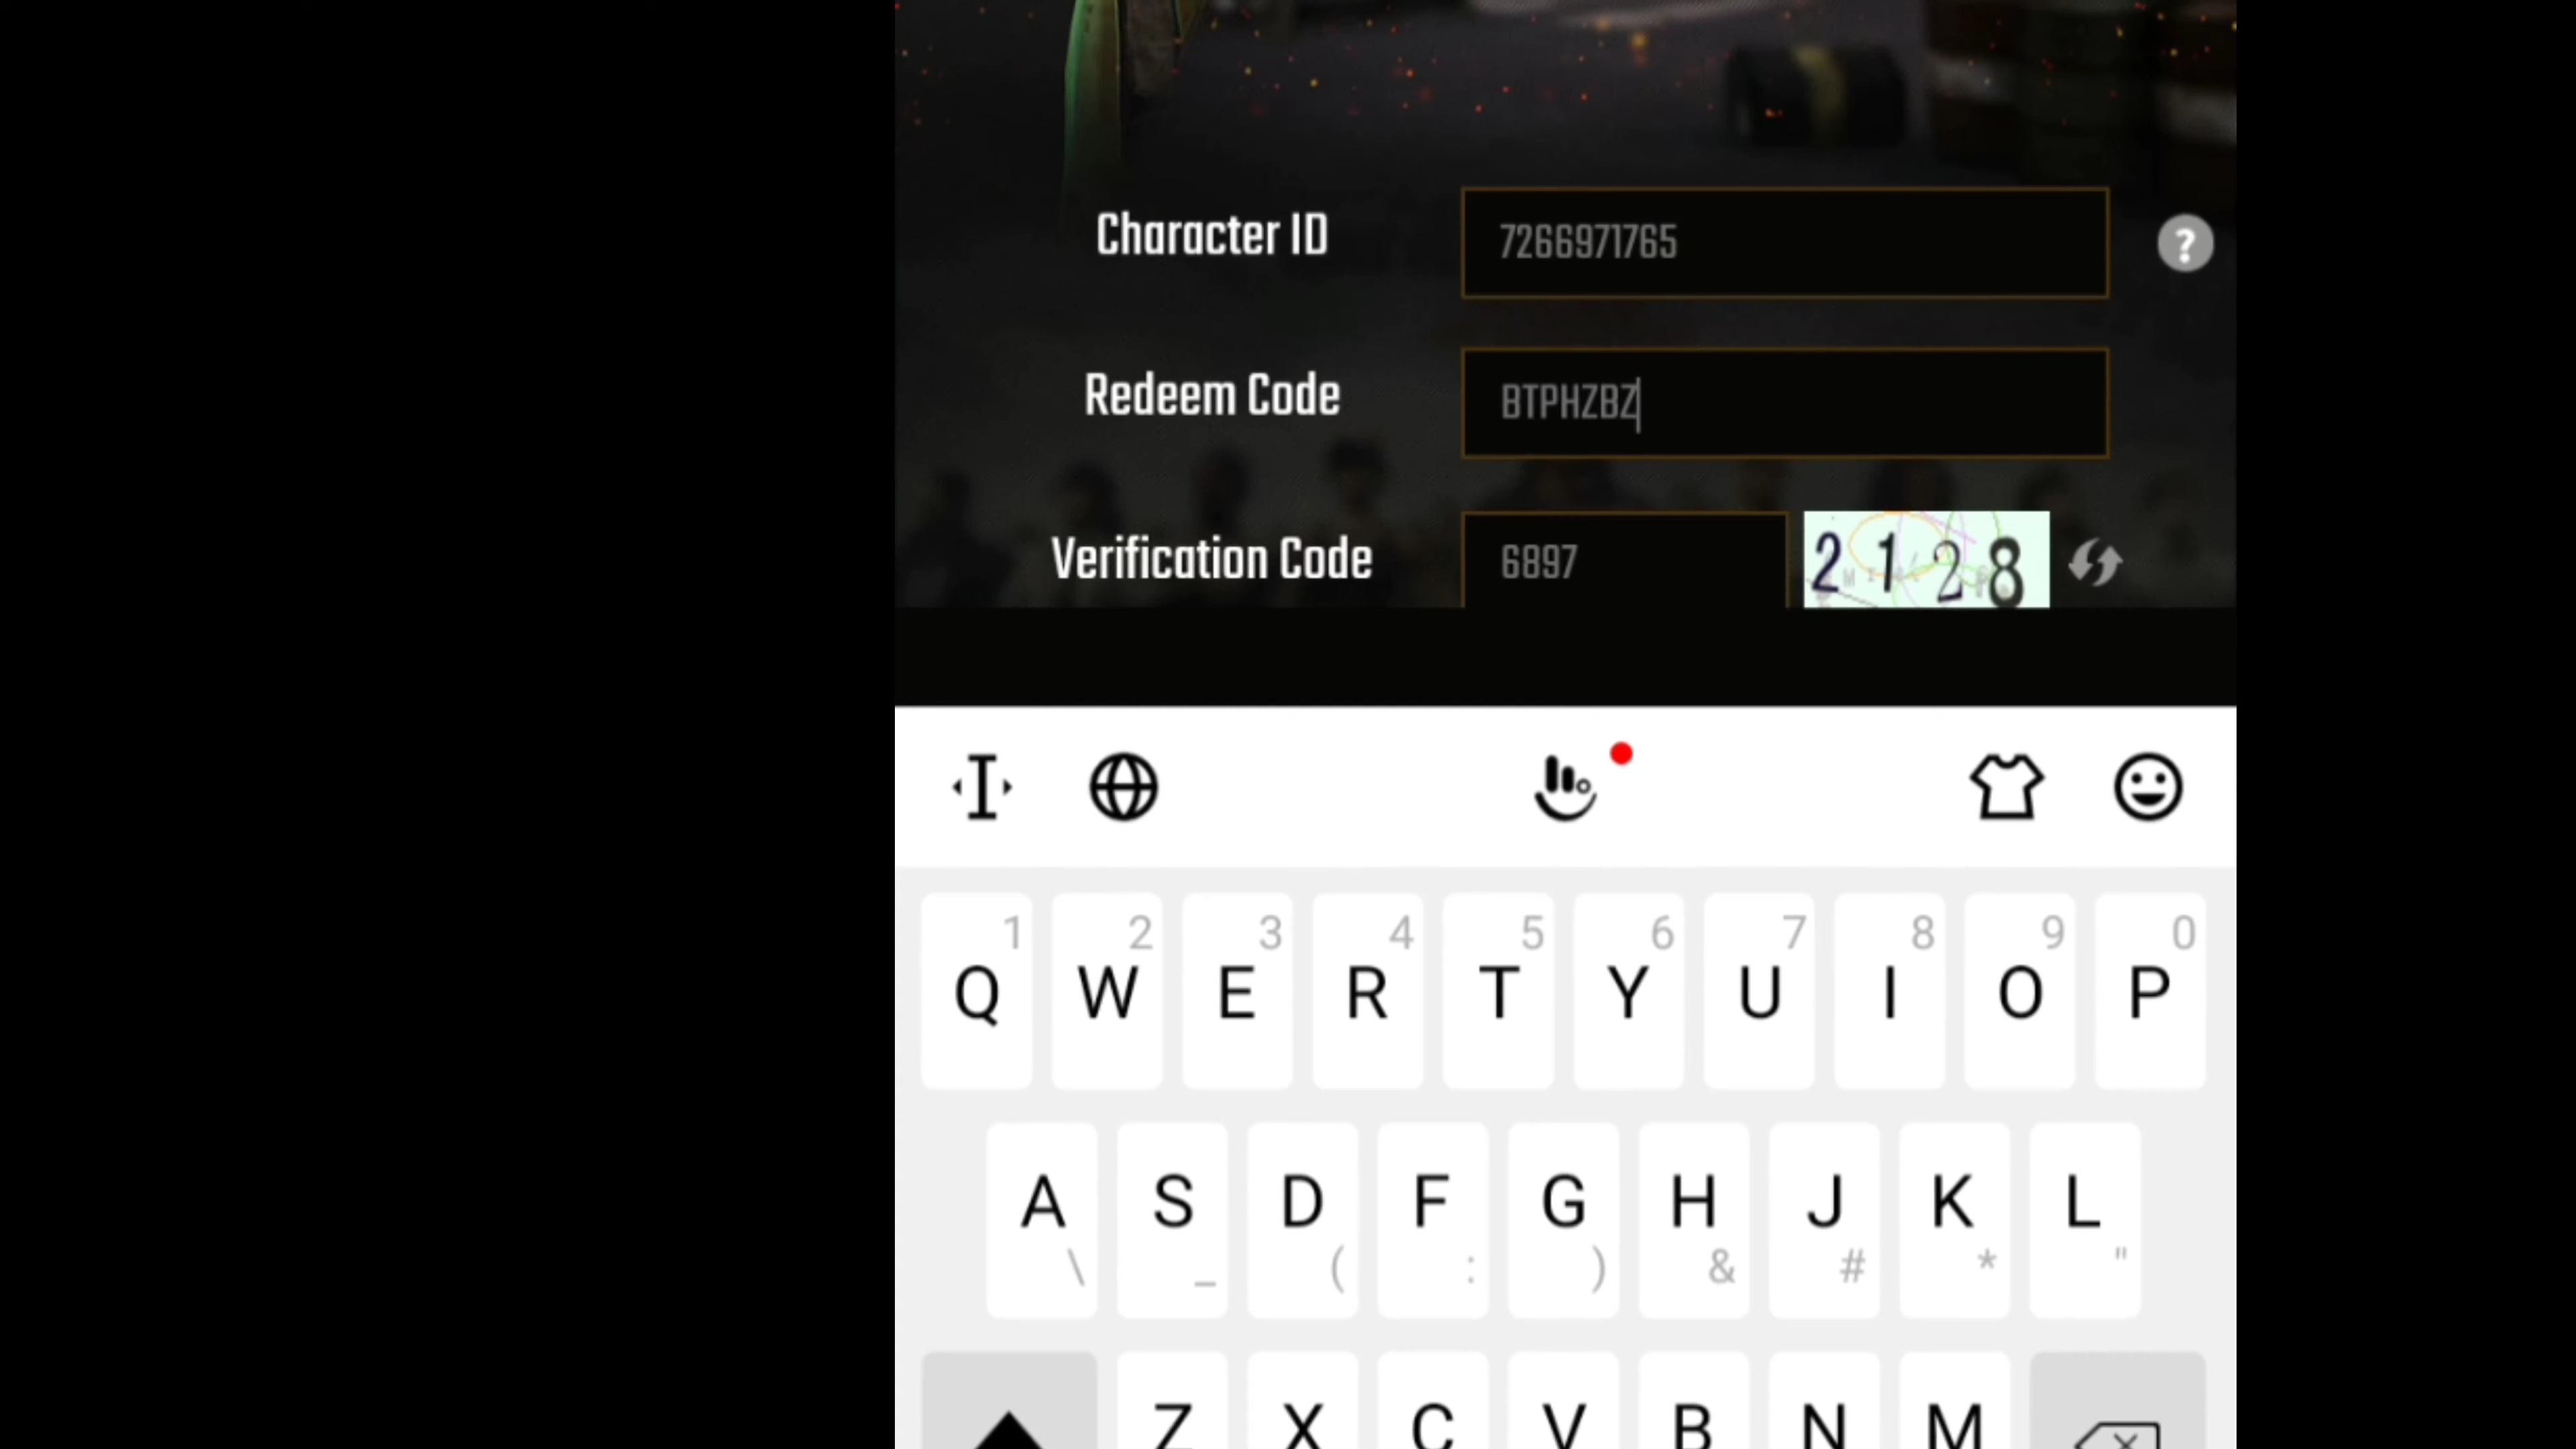 Character ID 7266971765 ?
Redeem Code BTPHZBZ
Verification Code 6897 2128
1 2 3 4 5 6 7 8 9 0
Q W E R T Y U I O P
A S D F G H J K L
\ _ ( : ) & # * "
Z X C V B N M